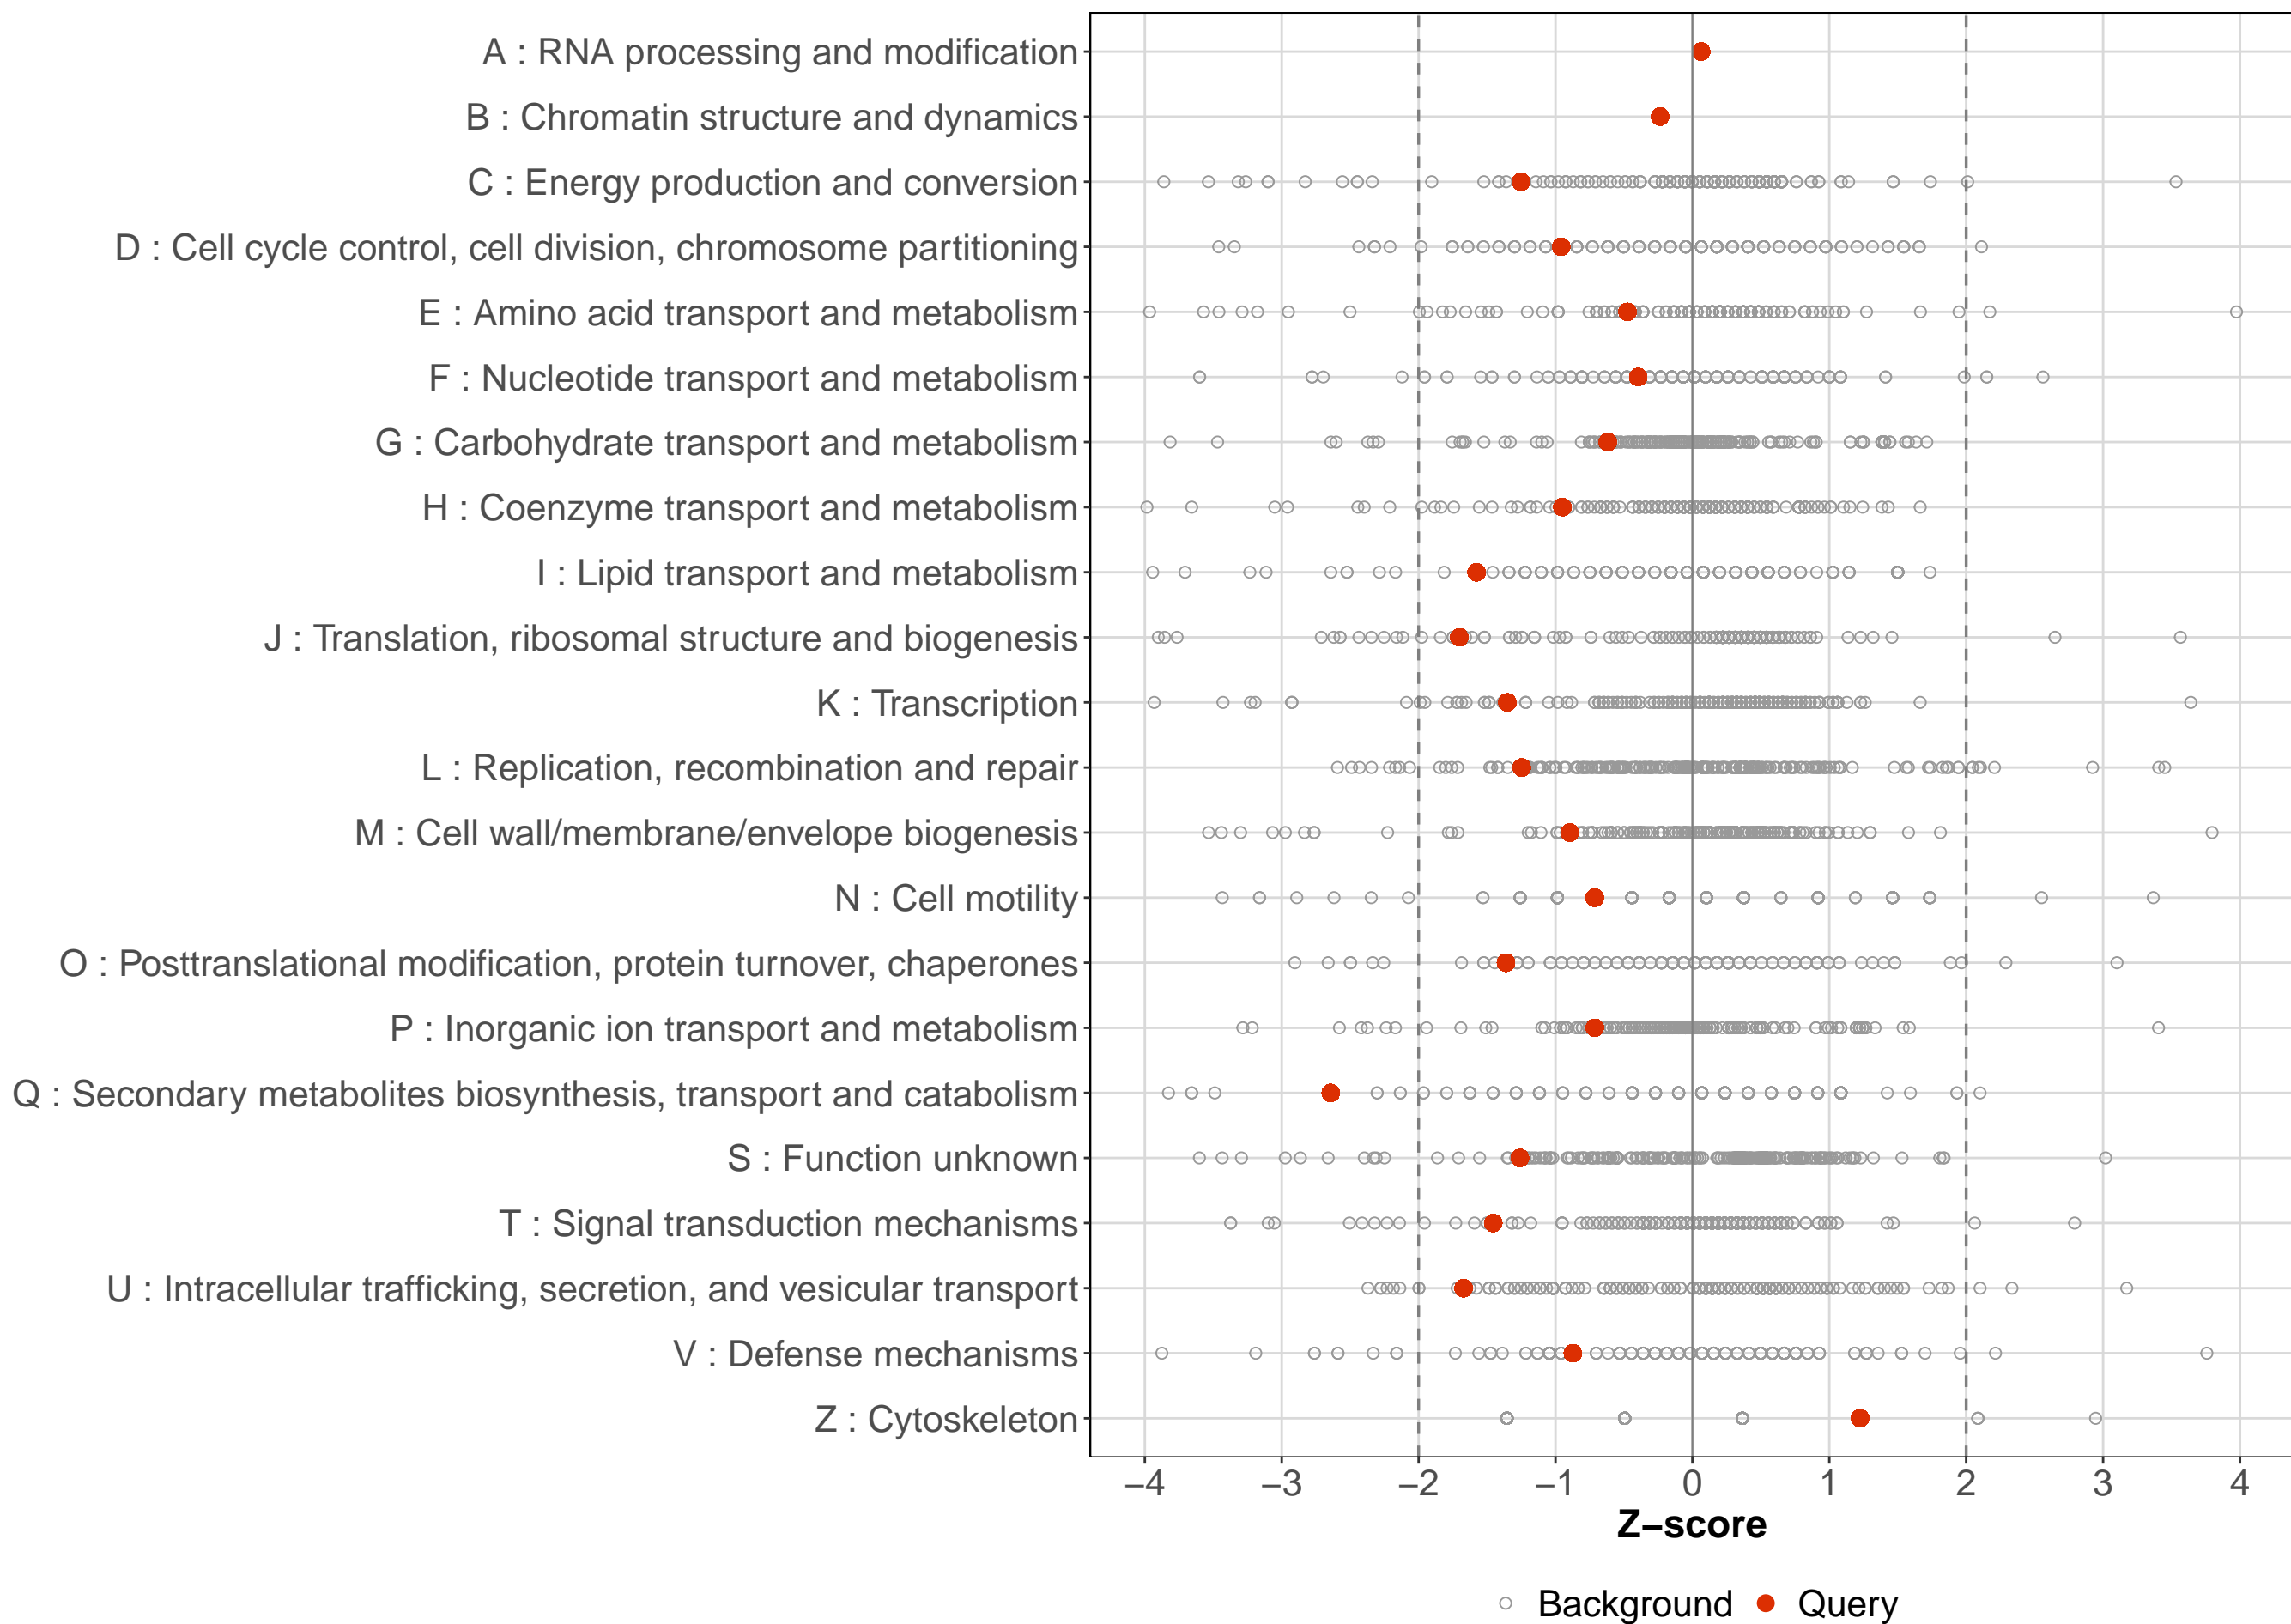 A : RNA processing and modification
B : Chromatin structure and dynamics
C : Energy production and conversion
D : Cell cycle control, cell division, chromosome partitioning
E : Amino acid transport and metabolism
F : Nucleotide transport and metabolism
G : Carbohydrate transport and metabolism
H : Coenzyme transport and metabolism
I : Lipid transport and metabolism
J : Translation, ribosomal structure and biogenesis
K : Transcription
L : Replication, recombination and repair
M : Cell wall/membrane/envelope biogenesis
N : Cell motility
O : Posttranslational modification, protein turnover, chaperones
P : Inorganic ion transport and metabolism
Q : Secondary metabolites biosynthesis, transport and catabolism
S : Function unknown
T : Signal transduction mechanisms
U : Intracellular trafficking, secretion, and vesicular transport
V : Defense mechanisms
Z : Cytoskeleton
−4 −3 −2 −1 0 1 2 3 4
Z−score
Background Query